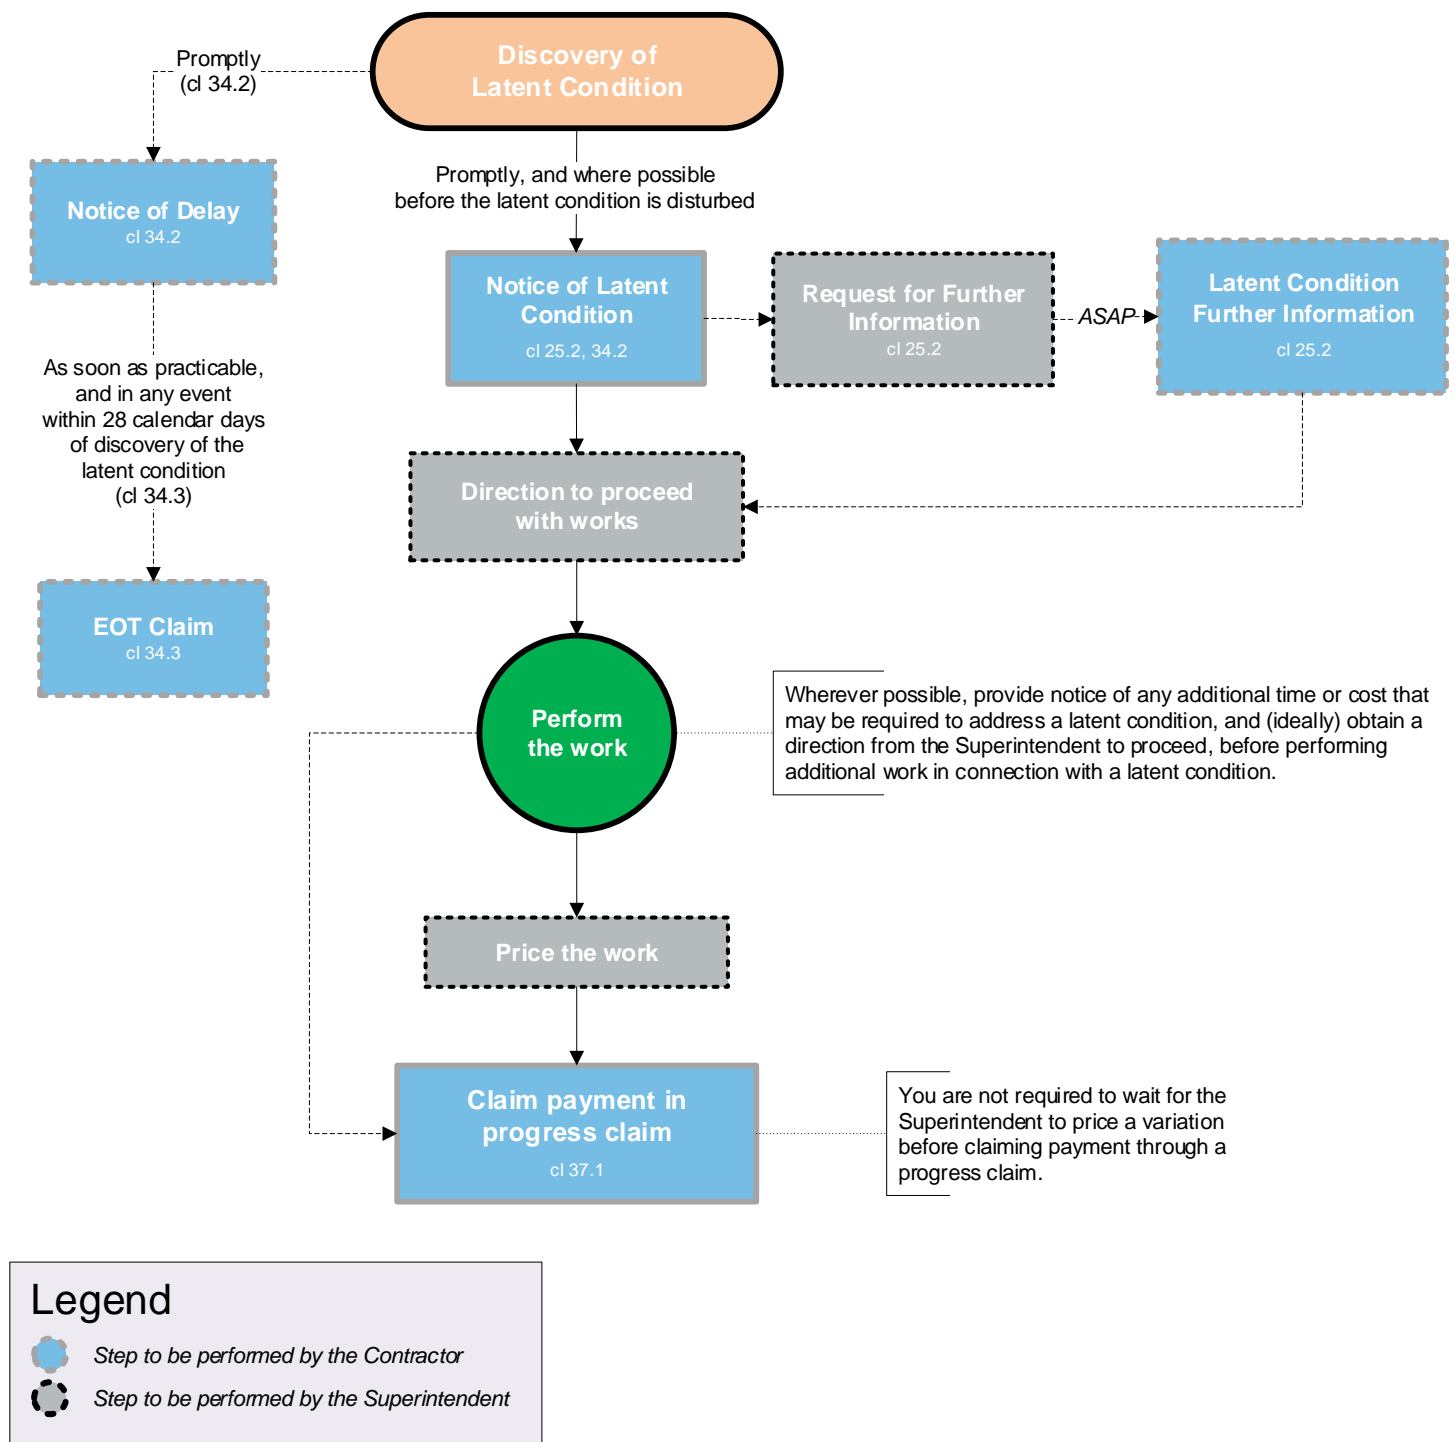 Discovery of
Latent Condition
Promptly
(cl 34.2)
Promptly, and where possible
before the latent condition is disturbed
Notice of Delay
cl 34.2
Notice of Latent
Condition
cl 25.2, 34.2
Request for Further
Information
cl 25.2
ASAP
Latent Condition
Further Information
cl 25.2
As soon as practicable,
and in any event
within 28 calendar days
of discovery of the
latent condition
(cl 34.3)
Direction to proceed
with works
EOT Claim
cl 34.3
Perform
the work
Wherever possible, provide notice of any additional time or cost that
may be required to address a latent condition, and (ideally) obtain a
direction from the Superintendent to proceed, before performing
additional work in connection with a latent condition.
Price the work
Claim payment in
progress claim
cl 37.1
You are not required to wait for the
Superintendent to price a variation
before claiming payment through a
progress claim.
Legend
Step to be performed by the Contractor
Step to be performed by the Superintendent